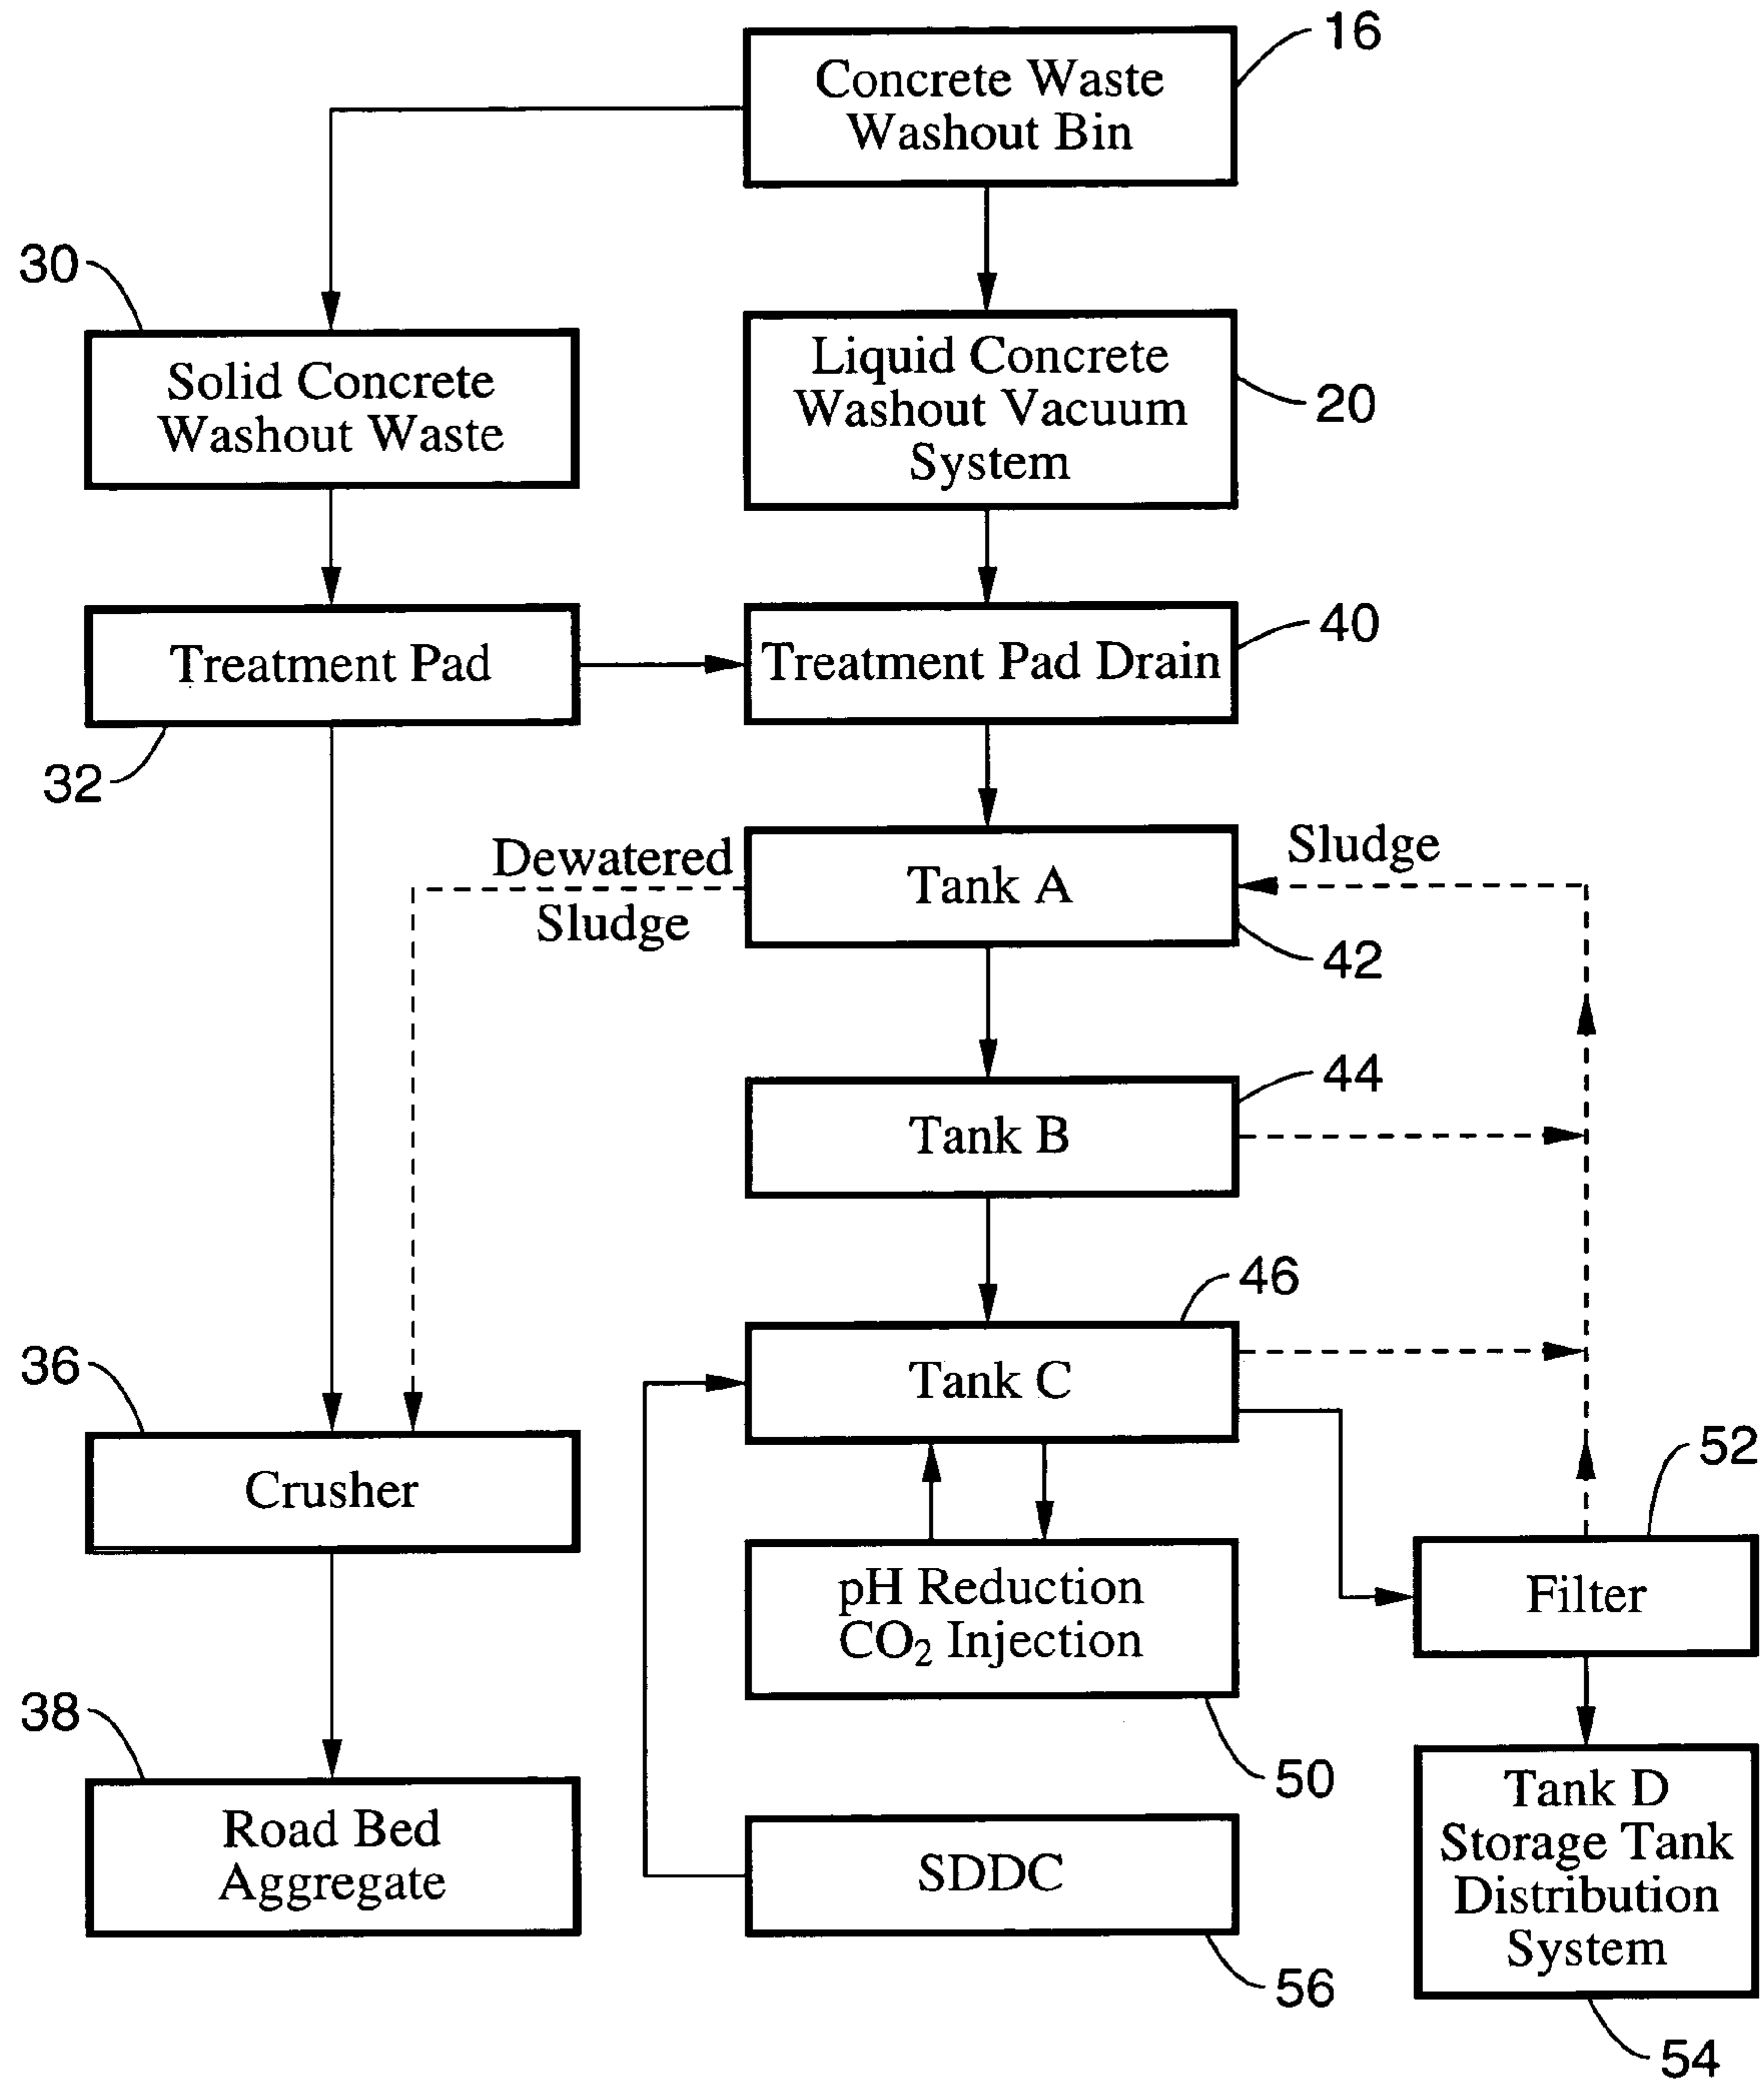 16
Concrete Waste
Washout Bin
30
Solid Concrete
Washout Waste
Liquid Concrete
Washout Vacuum
System
20
Treatment Pad
32
Treatment Pad Drain
40
Dewatered
Sludge
Tank A
Sludge
42
Tank B
44
46
Tank C
36
Crusher
pH Reduction
CO₂ Injection
50
52
Filter
38
Road Bed
Aggregate
SDDC
56
Tank D
Storage Tank
Distribution
System
54